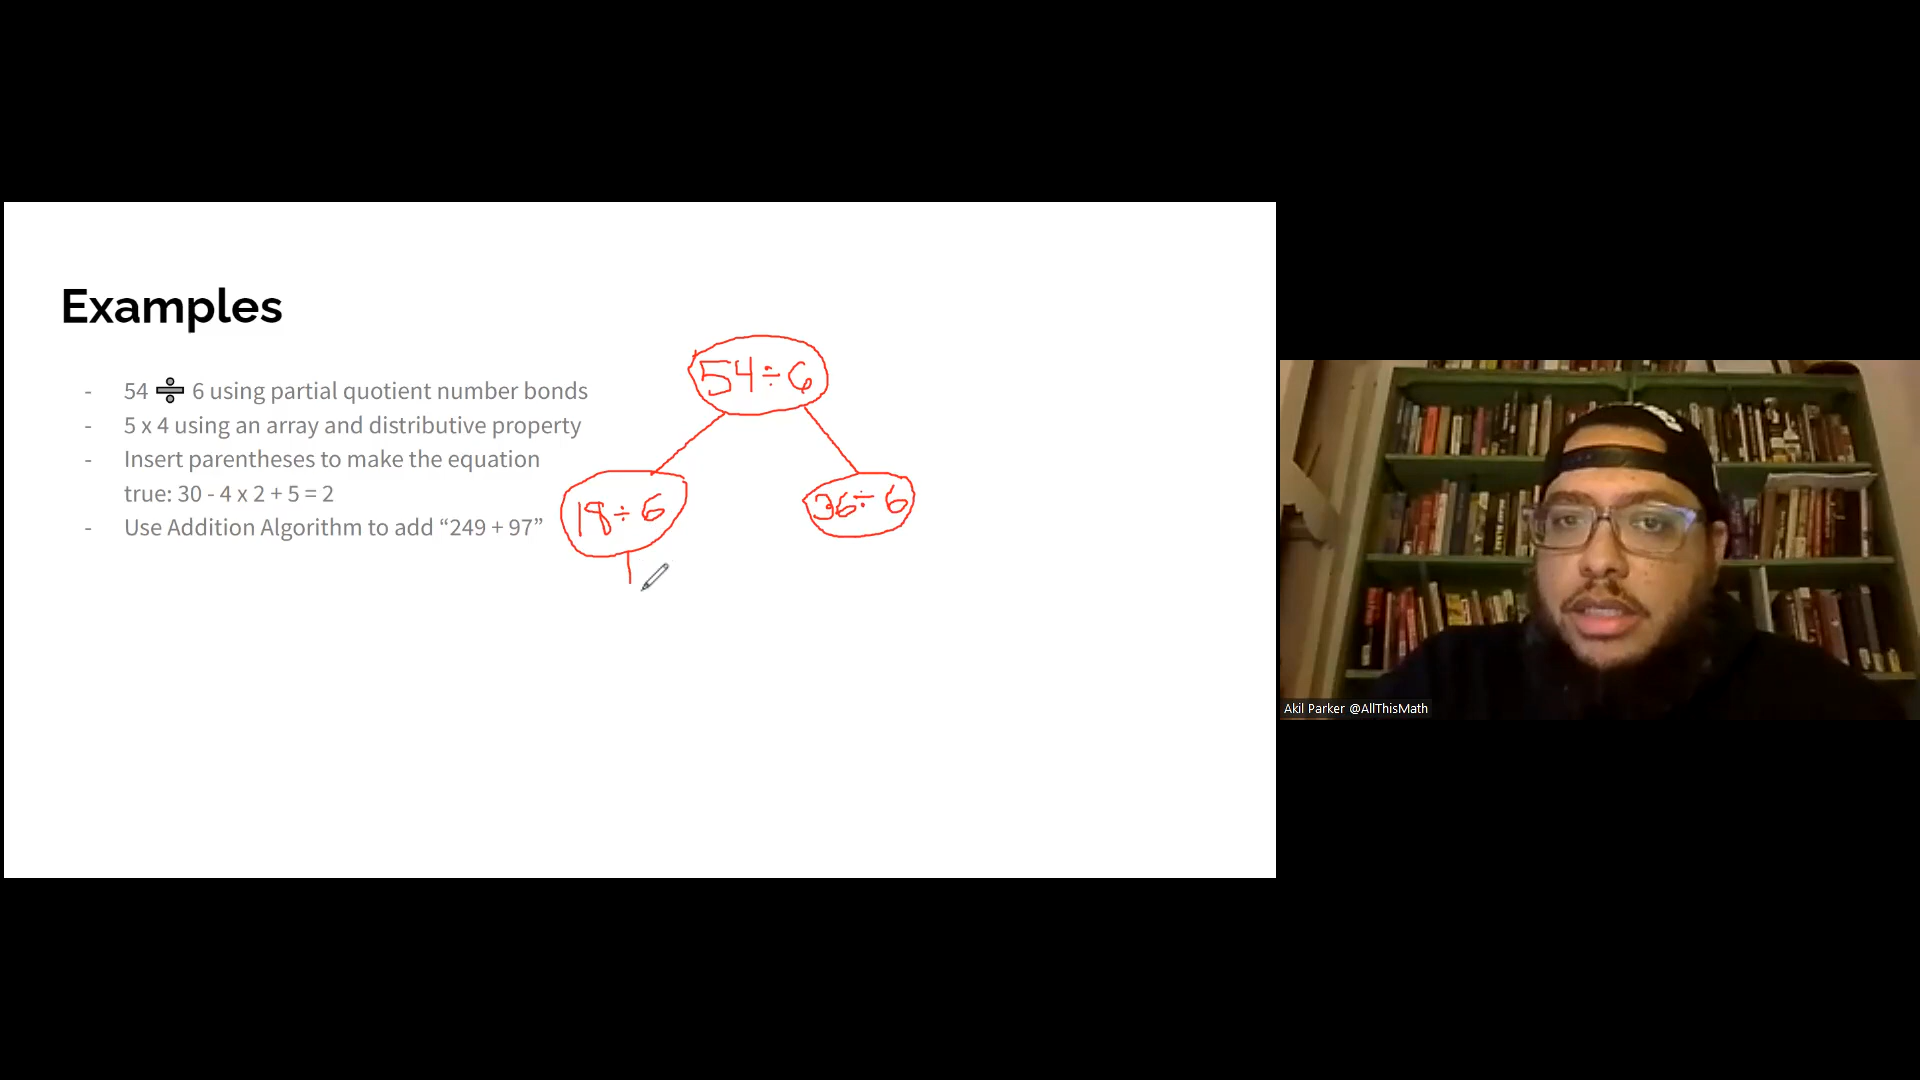 Examples
- 54 ➗ 6 using partial quotient number bonds
- 5 x 4 using an array and distributive property
- Insert parentheses to make the equation
true: 30 - 4 x 2 + 5 = 2
- Use Addition Algorithm to add “249 + 97”
54÷6
18÷6
36÷6
Akil Parker @AllThisMath